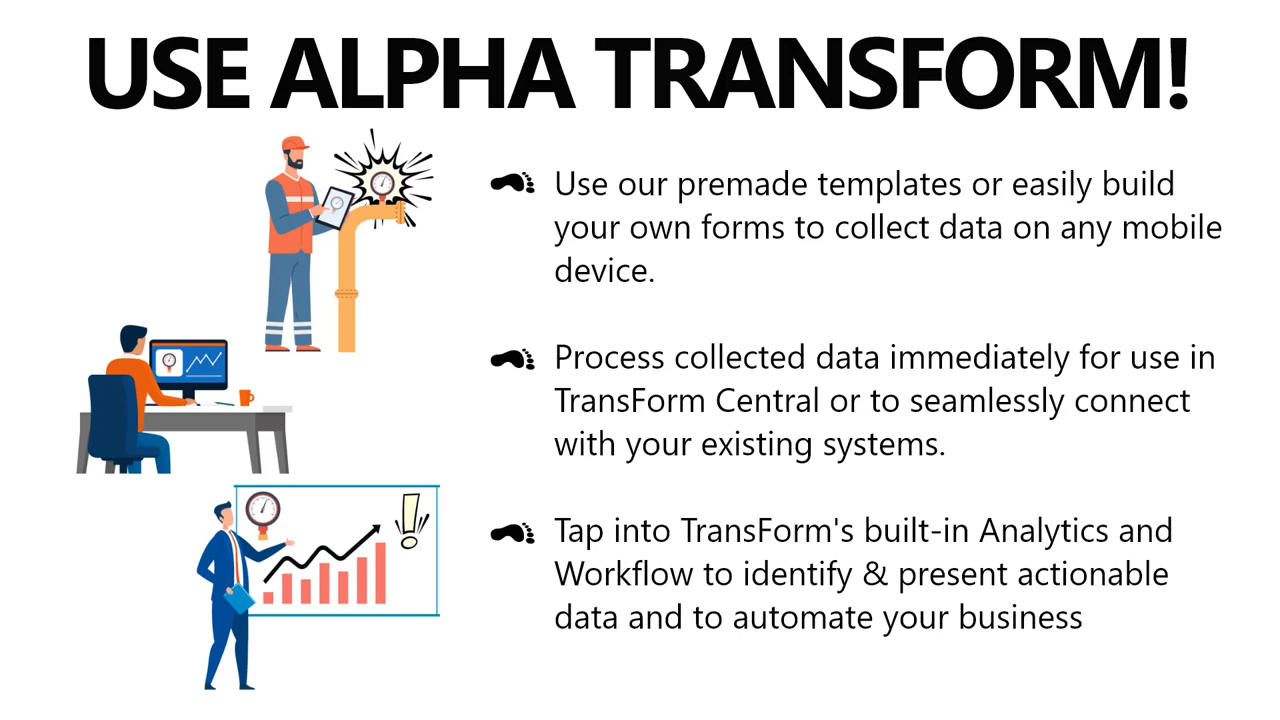 USE ALPHA TRANSFORM!
Use our premade templates or easily build
your own forms to collect data on any mobile
device.
Process collected data immediately for use in
TransForm Central or to seamlessly connect
with your existing systems.
Tap into TransForm's built-in Analytics and
Workflow to identify & present actionable
data and to automate your business